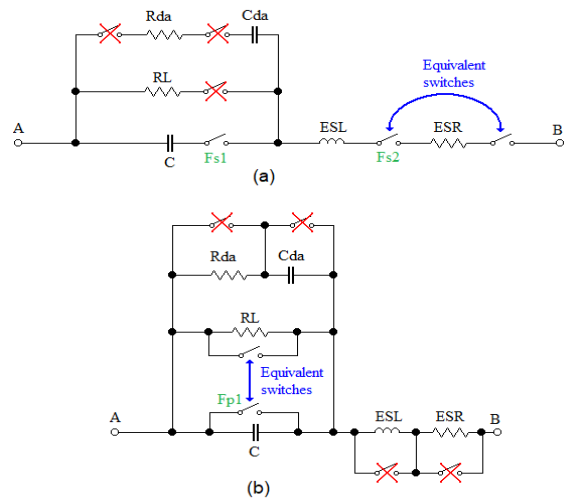 Rda
Cda
RL
Equivalent
switches
A
ESL
ESR
B
C
Fs1
Fs2
(a)
Rda
Cda
RL
Equivalent
switches
Fp1
A
ESL
ESR
B
C
(b)